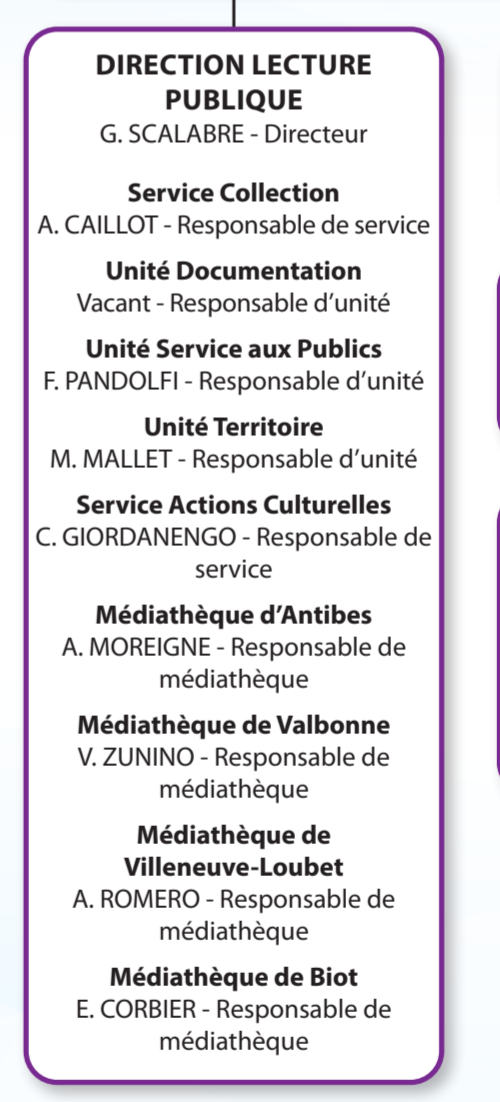 DIRECTION LECTURE
PUBLIQUE
G. SCALABRE - Directeur
Service Collection
A. CAILLOT - Responsable de service
Unité Documentation
Vacant - Responsable d’unité
Unité Service aux Publics
F. PANDOLFI - Responsable d’unité
Unité Territoire
M. MALLET - Responsable d’unité
Service Actions Culturelles
C. GIORDANENGO - Responsable de
service
Médiathèque d’Antibes
A. MOREIGNE - Responsable de
médiathèque
Médiathèque de Valbonne
V. ZUNINO - Responsable de
médiathèque
Médiathèque de
Villeneuve-Loubet
A. ROMERO - Responsable de
médiathèque
Médiathèque de Biot
E. CORBIER - Responsable de
médiathèque